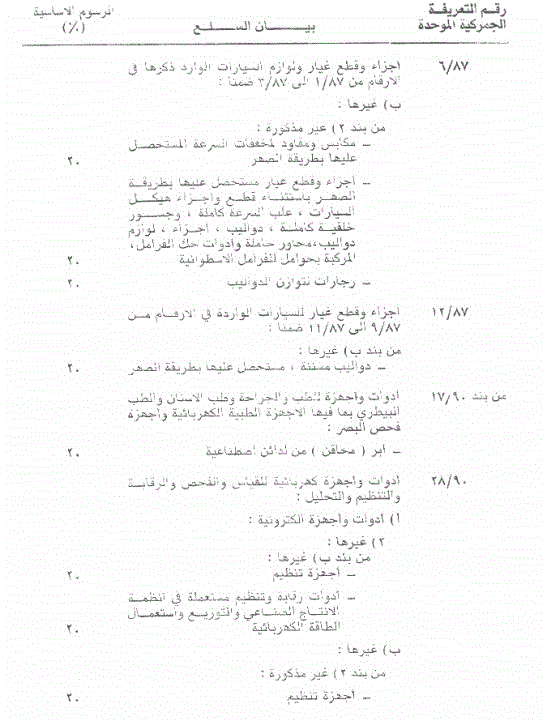 رقم التعريفة الرسوم الاساسية
الجمركية الموحدة بيـــان الســـلع (٪)
٦/٨٧ اجزاء وقطع غيار ولوازم السيارات الوارد ذكرها في
الارقام من ١/٨٧ الى ٣/٨٧ ضمنا :
ب) غيرها :
من بند ٢) غير مذكورة :
ـ مكابس ومقاود لمخففات السرعة المستحصل
عليها بطريقة الصهر ٢٠
ـ أجزاء وقطع غيار مستحصل عليها بطريقة
الصهر باستثناء قطع واجزاء هيكل
السيارات ، علب السرعة كاملة ، وجسور
خلفية كاملة ، دواليب ، اجزاء ، لوازم
دواليب،محاور حاملة وادوات حك الفرامل،
المركبة بحوامل الفرامل الاسطوانية ٢٠
ـ رجارات لتوازن الدواليب ٢٠
١٢/٨٧ اجزاء وقطع غيار للسيارات الواردة في الارقام من
٩/٨٧ الى ١١/٨٧ ضمنا :
من بند ب) غيرها :
ـ دواليب مسننة ، مستحصل عليها بطريقة الصهر ٢٠
من بند ١٧/٩٠ أدوات واجهزة للطب والجراحة وطب الاسنان والطب
البيطري بما فيها الاجهزة الطبية الكهربائية واجهزة
فحص البصر :
ـ ابر ( محاقن ) من لدائن اصطناعية ٢٠
٢٨/٩٠ أدوات واجهزة كهربائية للقياس والفحص والرقابة
والتنظيم والتحليل :
أ) أدوات وأجهزة الكترونية :
٢) غيرها :
من بند ب) غيرها :
ـ أجهزة تنظيم ٢٠
ـ أدوات رقابة وتنظيم مستعملة في انظمة
الانتاج الصناعي والتوزيع واستعمال
الطاقة الكهربائية ٢٠
ب) غيرها :
من بند ٢) غير مذكورة :
ـ أجهزة تنظيم ٢٠